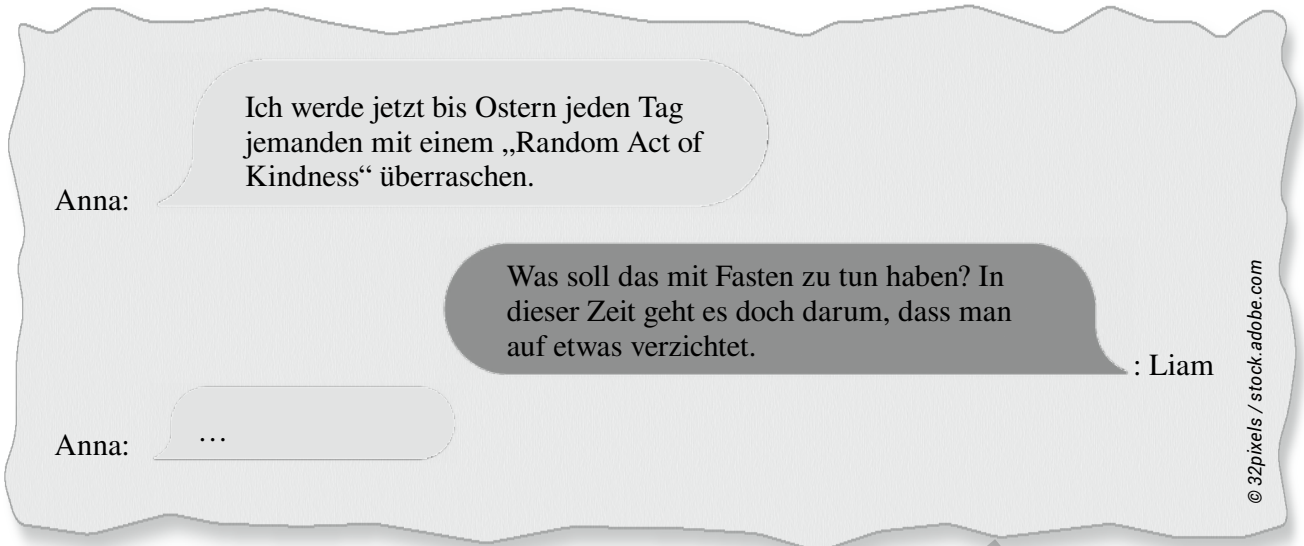 Ich werde jetzt bis Ostern jeden Tag
jemanden mit einem „Random Act of
Kindness“ überraschen.
Anna:
Was soll das mit Fasten zu tun haben? In
dieser Zeit geht es doch darum, dass man
auf etwas verzichtet.
: Liam
Anna:
…
© 32pixels / stock.adobe.com